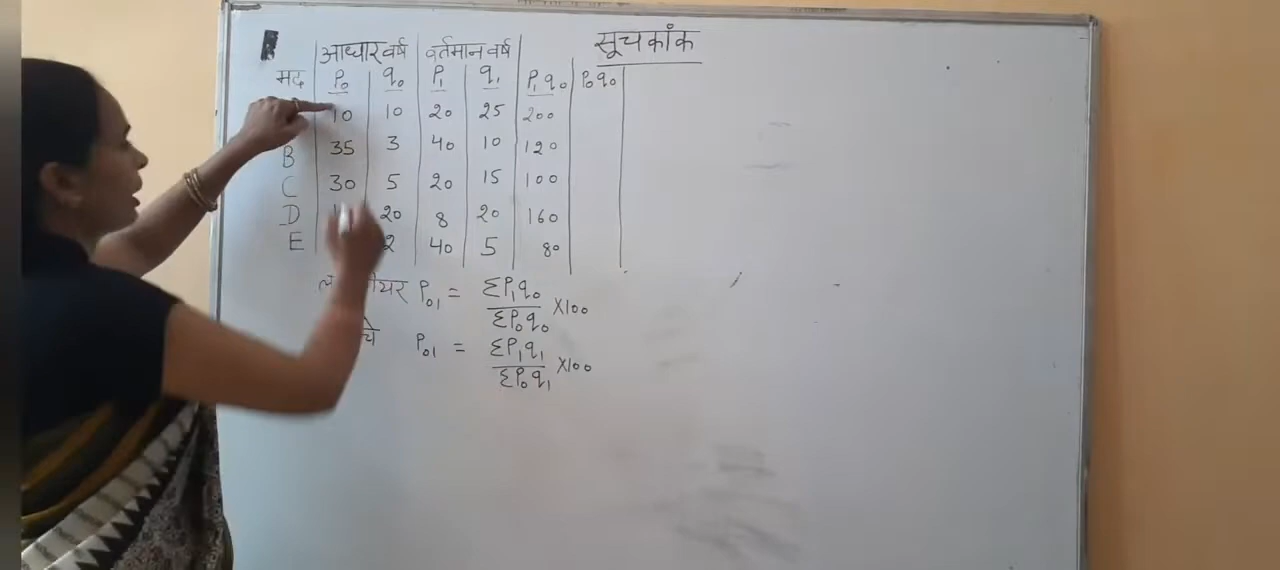 सूचकांक
आधार वर्ष वर्तमान वर्ष
मद P₀ q₀ P₁ q₁ P₁q₀ P₀q₀
10 10 20 25 200
B 35 3 40 10 120
C 30 5 20 15 100
D 20 8 20 160
E 2 40 5 80
P₀₁ = ΣP₁q₀ / ΣP₀q₀ ×100
P₀₁ = ΣP₁q₁ / ΣP₀q₁ ×100